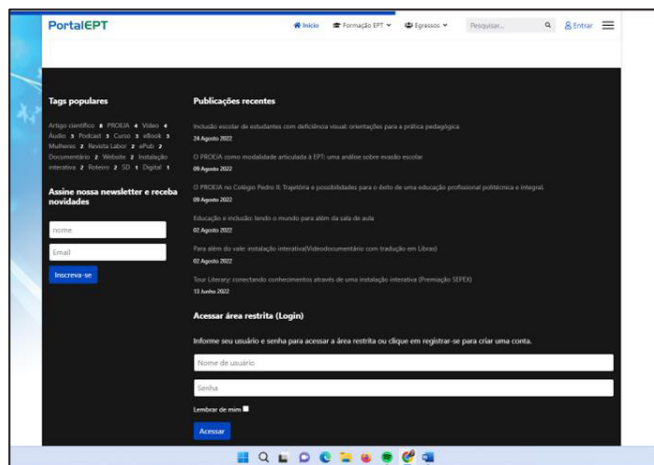 PortalEPT
Início
Formação EPT
Egressos
Pesquisar...
Entrar
Tags populares
Artigo científico 8 PROEJA 4 Vídeo 4
Áudio 3 Podcast 3 Curso 3 eBook 3
Mulheres 2 Revista Labor 2 ePub 2
Documentário 2 Website 2 Instalação
interativa 2 Roteiro 2 SD 1 Digital 1
Assine nossa newsletter e receba
novidades
nome
Email
Inscreva-se
Publicações recentes
Inclusão escolar de estudantes com deficiência visual: orientações para a prática pedagógica
24 Agosto 2022
O PROEJA como modalidade articulada à EPT: uma análise sobre evasão escolar
09 Agosto 2022
O PROEJA no Colégio Pedro II: Trajetória e possibilidades para o êxito de uma educação profissional politécnica e integral.
09 Agosto 2022
Educação e inclusão: lendo o mundo para além da sala de aula
02 Agosto 2022
Para além do vale: instalação interativa(Videodocumentário com tradução em Libras)
02 Agosto 2022
Tour Literary: conectando conhecimentos através de uma instalação interativa (Premiação SEPEX)
13 Junho 2022
Acessar área restrita (Login)
Informe seu usuário e senha para acessar a área restrita ou clique em registrar-se para criar uma conta.
Nome de usuário
Senha
Lembrar de mim
Acessar